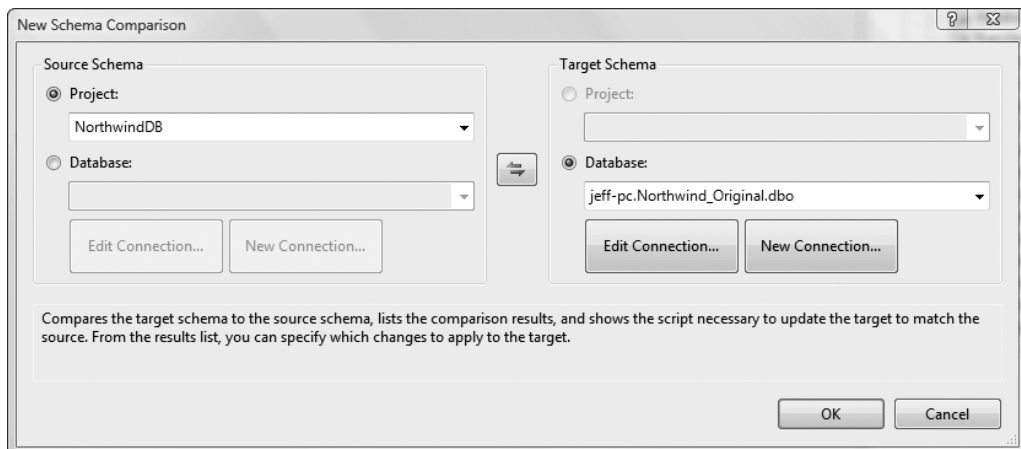 New Schema Comparison
Source Schema
Project:
NorthwindDB
Database:
Edit Connection...
New Connection...
Target Schema
Project:
Database:
jeff-pc.Northwind_Original.dbo
Edit Connection...
New Connection...
Compares the target schema to the source schema, lists the comparison results, and shows the script necessary to update the target to match the
source. From the results list, you can specify which changes to apply to the target.
OK
Cancel